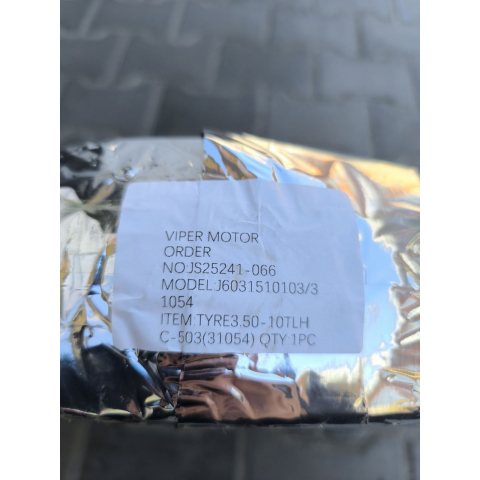 VIPER MOTOR
ORDER
NO.JS25241-066
MODEL:J6031510103/3
1054
ITEM:TYRE3.50-10TLH
C-503(31054) QTY:1PC